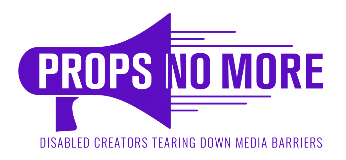 PROPS NO MORE
DISABLED CREATORS TEARING DOWN MEDIA BARRIERS